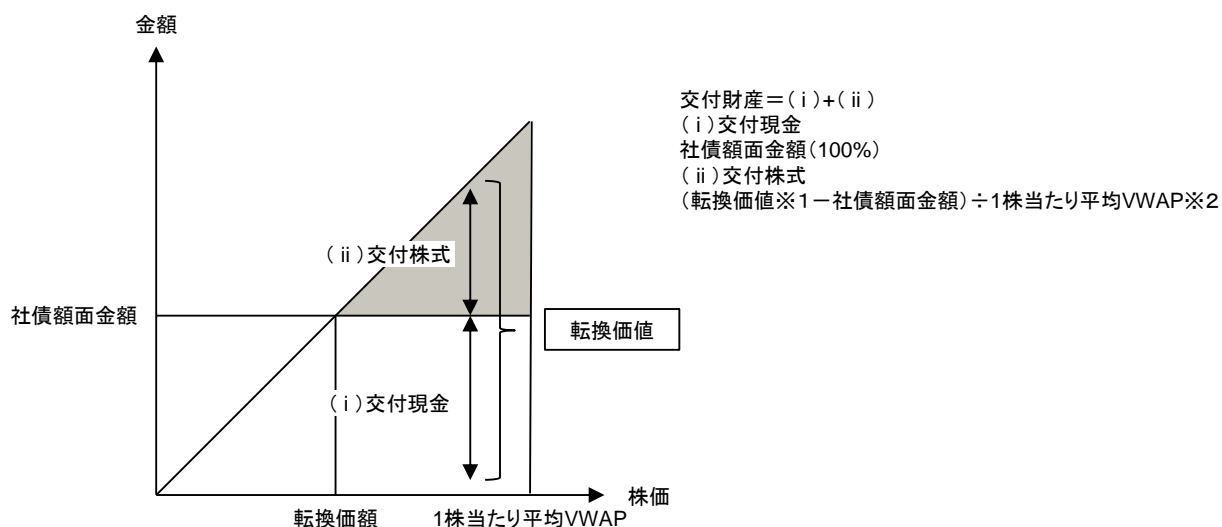 金額
交付財産＝(ⅰ)+(ⅱ)
(ⅰ)交付現金
社債額面金額(100%)
(ⅱ)交付株式
(転換価値※1－社債額面金額)÷1株当たり平均VWAP※2
(ⅱ)交付株式
社債額面金額
転換価値
(ⅰ)交付現金
株価
転換価額
1株当たり平均VWAP